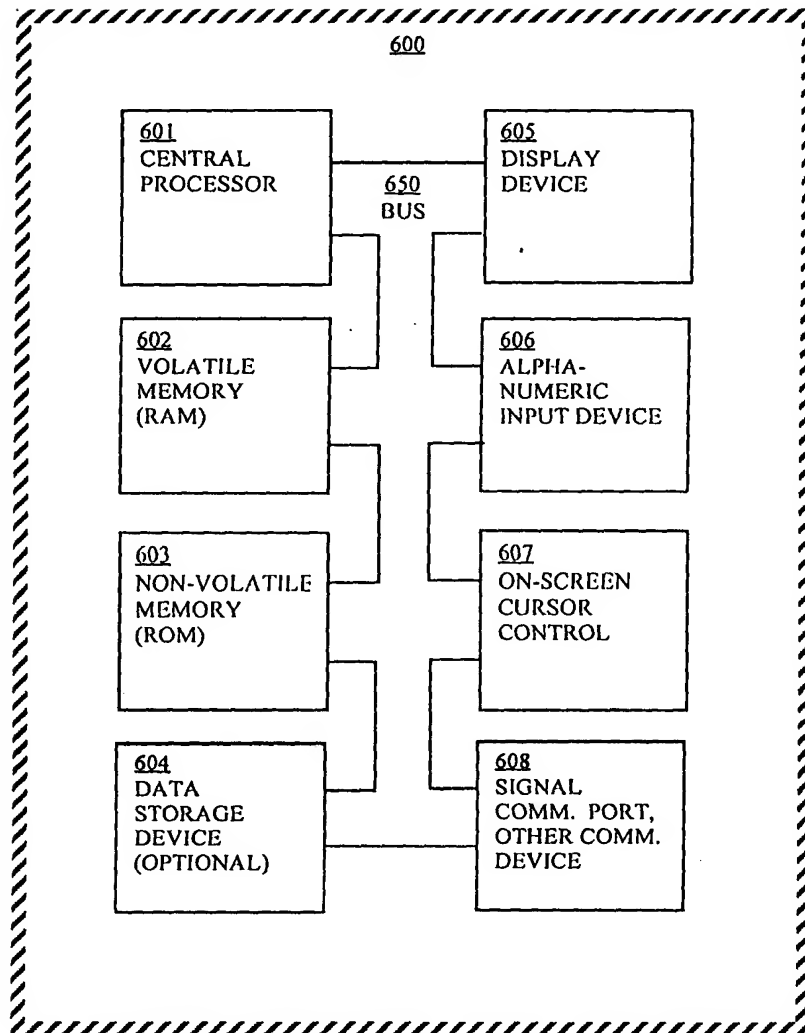 600
601
CENTRAL
PROCESSOR
605
DISPLAY
DEVICE
650
BUS
602
VOLATILE
MEMORY
(RAM)
606
ALPHA-
NUMERIC
INPUT DEVICE
603
NON-VOLATILE
MEMORY
(ROM)
607
ON-SCREEN
CURSOR
CONTROL
604
DATA
STORAGE
DEVICE
(OPTIONAL)
608
SIGNAL
COMM. PORT,
OTHER COMM.
DEVICE